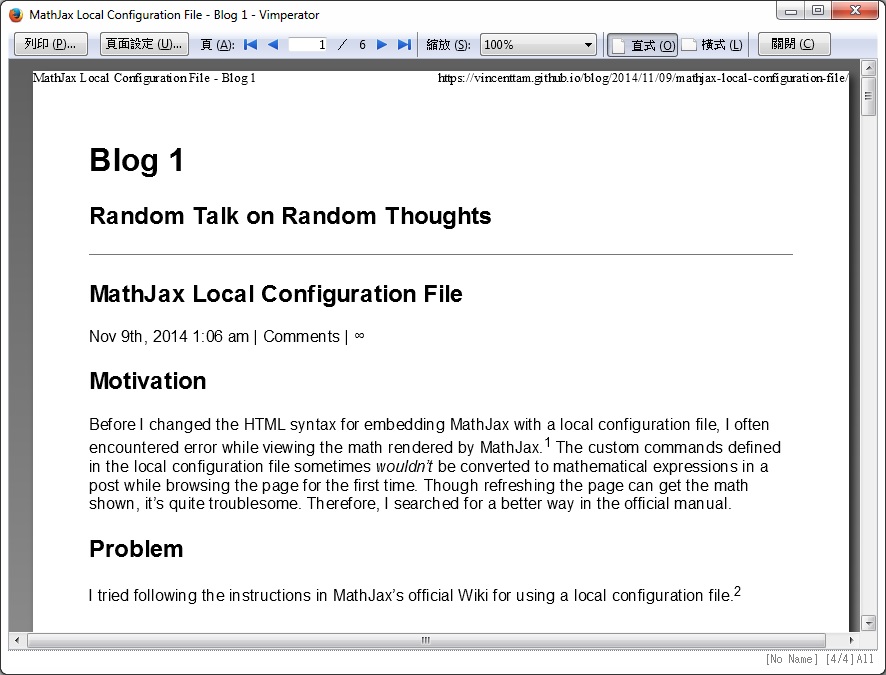 MathJax Local Configuration File - Blog 1 - Vimperator
列印 (P)... 頁面設定 (U)... 頁 (A): 1 / 6 縮放 (S): 100% 直式 (O) 橫式 (L) 關閉 (C)
MathJax Local Configuration File - Blog 1 https://vincenttam.github.io/blog/2014/11/09/mathjax-local-configuration-file/
Blog 1
Random Talk on Random Thoughts
MathJax Local Configuration File
Nov 9th, 2014 1:06 am | Comments | ∞
Motivation
Before I changed the HTML syntax for embedding MathJax with a local configuration file, I often
encountered error while viewing the math rendered by MathJax.1 The custom commands defined
in the local configuration file sometimes wouldn’t be converted to mathematical expressions in a
post while browsing the page for the first time. Though refreshing the page can get the math
shown, it’s quite troublesome. Therefore, I searched for a better way in the official manual.
Problem
I tried following the instructions in MathJax’s official Wiki for using a local configuration file.2
[No Name] [4/4]All